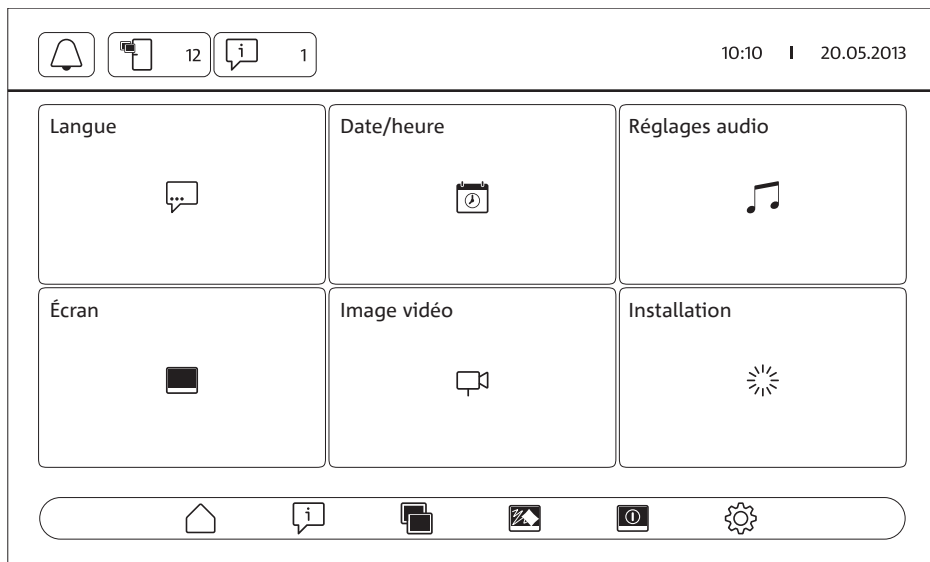 12 1 10:10 I 20.05.2013
Langue Date/heure Réglages audio
Écran Image vidéo Installation